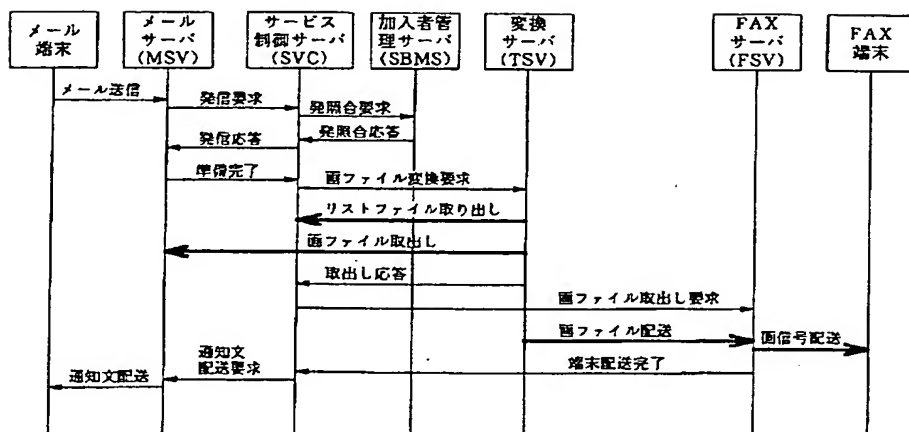 メール
端末
メール
サーバ
(MSV)
サービス
制御サーバ
(SVC)
加入者管
理サーバ
(SBMS)
変換
サーバ
(TSV)
FAX
サーバ
(FSV)
FAX
端末
メール送信
発信要求
発照合要求
発照合応答
発信応答
準備完了
画ファイル変換要求
リストファイル取り出し
画ファイル取出し
取出し応答
画ファイル取出し要求
画ファイル配送
画信号配送
端末配送完了
通知文
配送要求
通知文配送